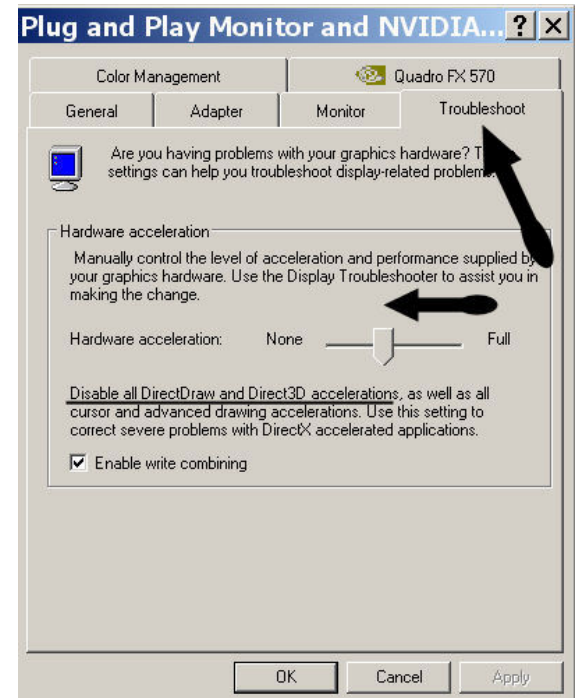 Plug and Play Monitor and NVIDIA...
Color Management
Quadro FX 570
General
Adapter
Monitor
Troubleshoot
Are you having problems with your graphics hardware?
settings can help you troubleshoot display-related problems.
Hardware acceleration
Manually control the level of acceleration and performance supplied by
your graphics hardware. Use the Display Troubleshooter to assist you in
making the change.
Hardware acceleration:
None
Full
Disable all DirectDraw and Direct3D accelerations, as well as all
cursor and advanced drawing accelerations. Use this setting to
correct severe problems with DirectX accelerated applications.
Enable write combining
OK
Cancel
Apply